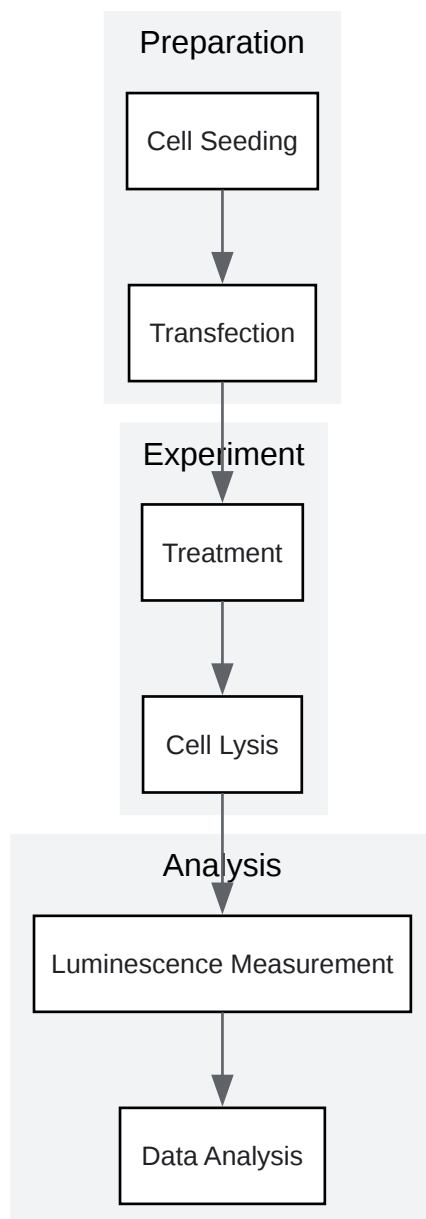 Preparation
Cell Seeding
Transfection
Experiment
Treatment
Cell Lysis
Analysis
Luminescence Measurement
Data Analysis